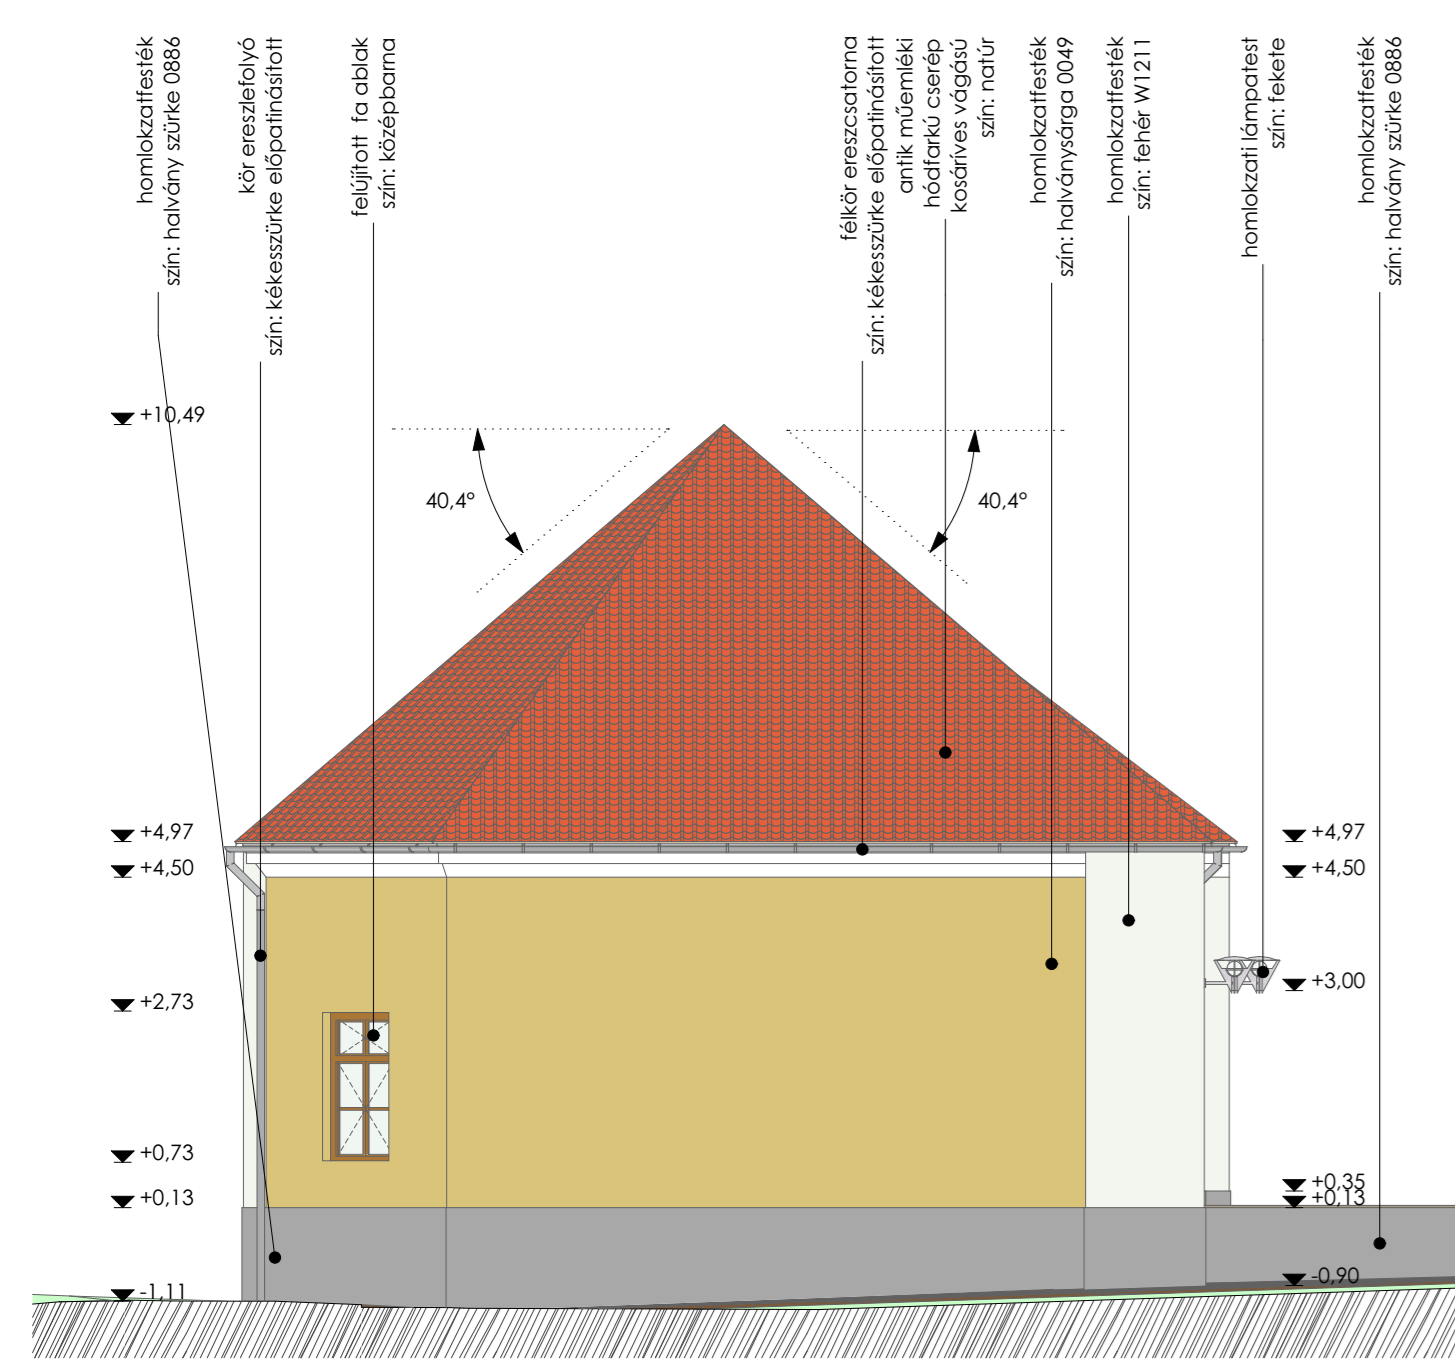 homlokzatfesték
szín: halvány szürke 0886
kör ereszlefolyó
szín: kékesszürke előpatinásított
felújított fa ablak
szín: középbarna
félkör ereszcsatorna
szín: kékesszürke előpatinásított
antik műemléki
hódfarkú cserép
kosáríves vágású
szín: natúr
homlokzatfesték
szín: halványsárga 0049
homlokzatfesték
szín: fehér W1211
homlokzati lámpatest
szín: fekete
homlokzatfesték
szín: halvány szürke 0886
+10,49
40,4°
40,4°
+4,97
+4,97
+4,50
+4,50
+3,00
+2,73
+0,73
+0,35
+0,13
+0,13
-0,90
-1,11